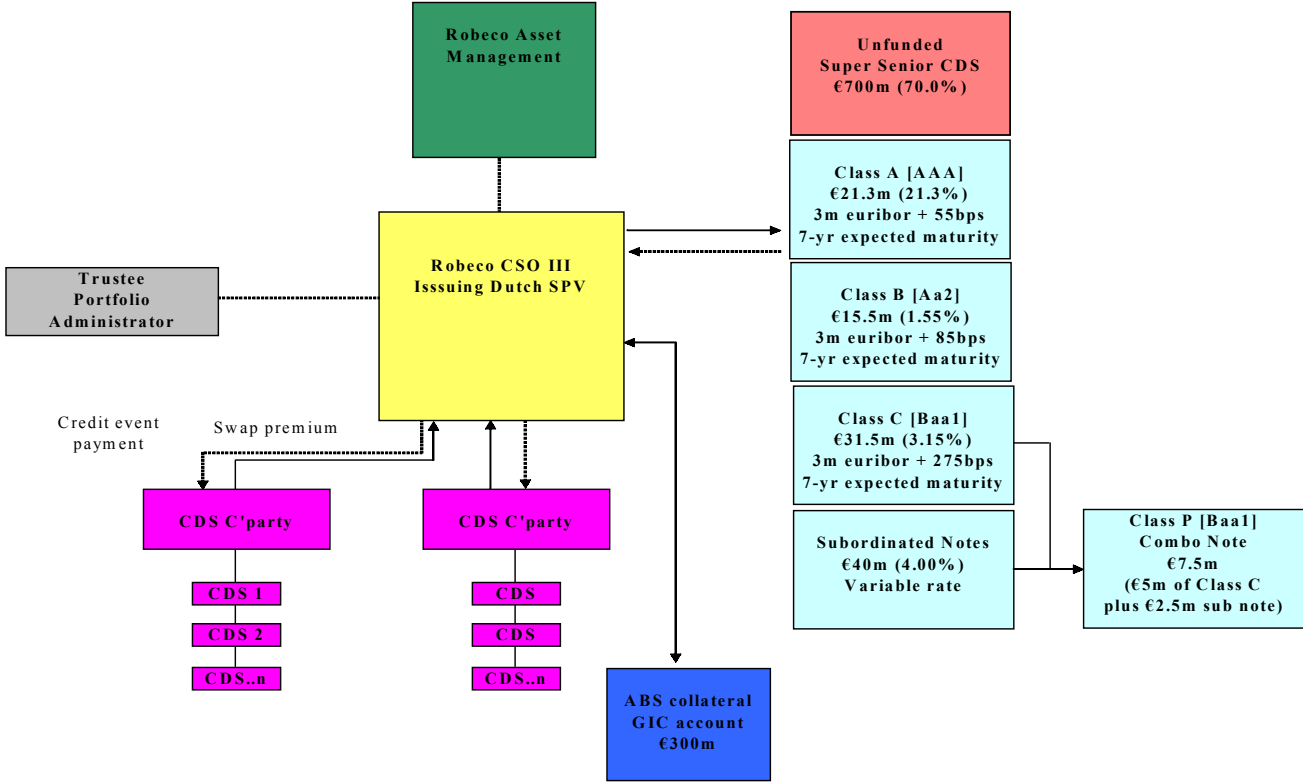 Robeco Asset
Management
Unfunded
Super Senior CDS
€700m (70.0%)
Class A [AAA]
€21.3m (21.3%)
3m euribor + 55bps
7-yr expected maturity
Robeco CSO III
Isssuing Dutch SPV
Trustee
Portfolio
Administrator
Class B [Aa2]
€15.5m (1.55%)
3m euribor + 85bps
7-yr expected maturity
Credit event
payment
Swap premium
Class C [Baa1]
€31.5m (3.15%)
3m euribor + 275bps
7-yr expected maturity
CDS C'party
CDS C'party
Subordinated Notes
€40m (4.00%)
Variable rate
Class P [Baa1]
Combo Note
€7.5m
(€5m of Class C
plus €2.5m sub note)
CDS 1
CDS 2
CDS..n
CDS
CDS
CDS..n
ABS collateral
GIC account
€300m